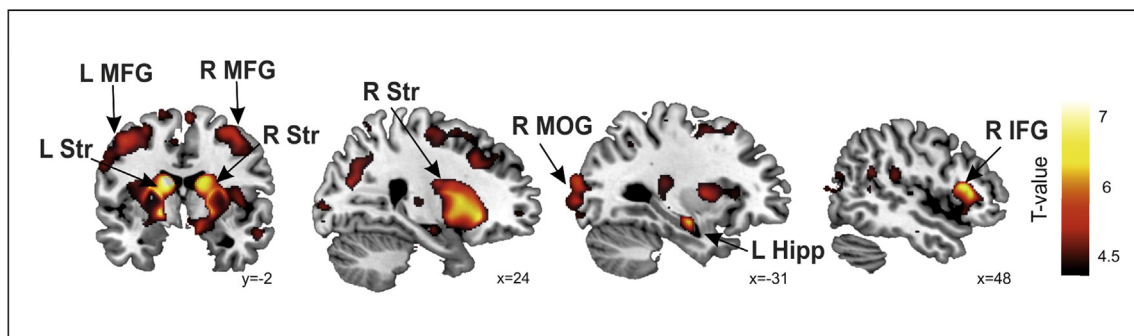 L MFG
R MFG
L Str
R Str
y=-2
R Str
x=24
R MOG
L Hipp
x=-31
R IFG
x=48
T-value
7
6
4.5